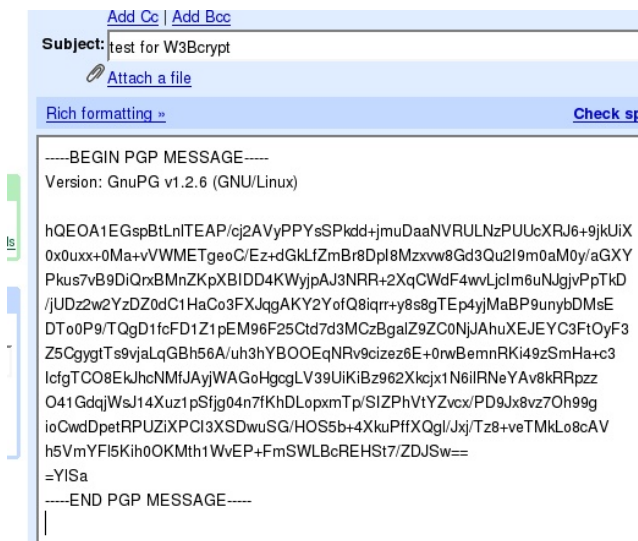 Add Cc | Add Bcc
Subject: test for W3Bcrypt
Attach a file
Rich formatting » Check sp
-----BEGIN PGP MESSAGE-----
Version: GnuPG v1.2.6 (GNU/Linux)
hQEOA1EGspBtLnlTEAP/cj2AVyPPYsSPkdd+jmuDaaNVRULNzPUUcXRJ6+9jkUiX
0x0uxx+0Ma+vVWMETgeoC/Ez+dGkLfZmBr8DpI8Mzxvw8Gd3Qu2I9m0aM0y/aGXY
Pkus7vB9DiQrxBMnZKpXBIDD4KWyjpAJ3NRR+2XqCWdF4wvLjcIm6uNJgjvPpTkD
/jUDz2w2YzDZ0dC1HaCo3FXJqgAKY2YofQ8iqrr+y8s8gTEp4yjMaBP9unybDMsE
DTo0P9/TQgD1fcFD1Z1pEM96F25Ctd7d3MCzBgalZ9ZC0NjJAhuXEJEYC3FtOyF3
Z5CgygtTs9vjaLqGBh56A/uh3hYBOOEqNRv9cizez6E+0rwBemnRKi49zSmHa+c3
IcfgTCO8EkJhcNMfJAyjWAGoHgcgLV39UiKiBz962Xkcjx1N6iIRNeYAv8kRRpzz
O41GdqjWsJ14Xuz1pSfjg04n7fKhDLopxmTp/SIZPhVtYZvcx/PD9Jx8vz7Oh99g
ioCwdDpetRPUZiXPCI3XSDwuSG/HOS5b+4XkuPffXQgI/Jxj/Tz8+veTMkLo8cAV
h5VmYFl5Kih0OKMth1WvEP+FmSWLBcREHSt7/ZDJSw==
=YlSa
-----END PGP MESSAGE-----